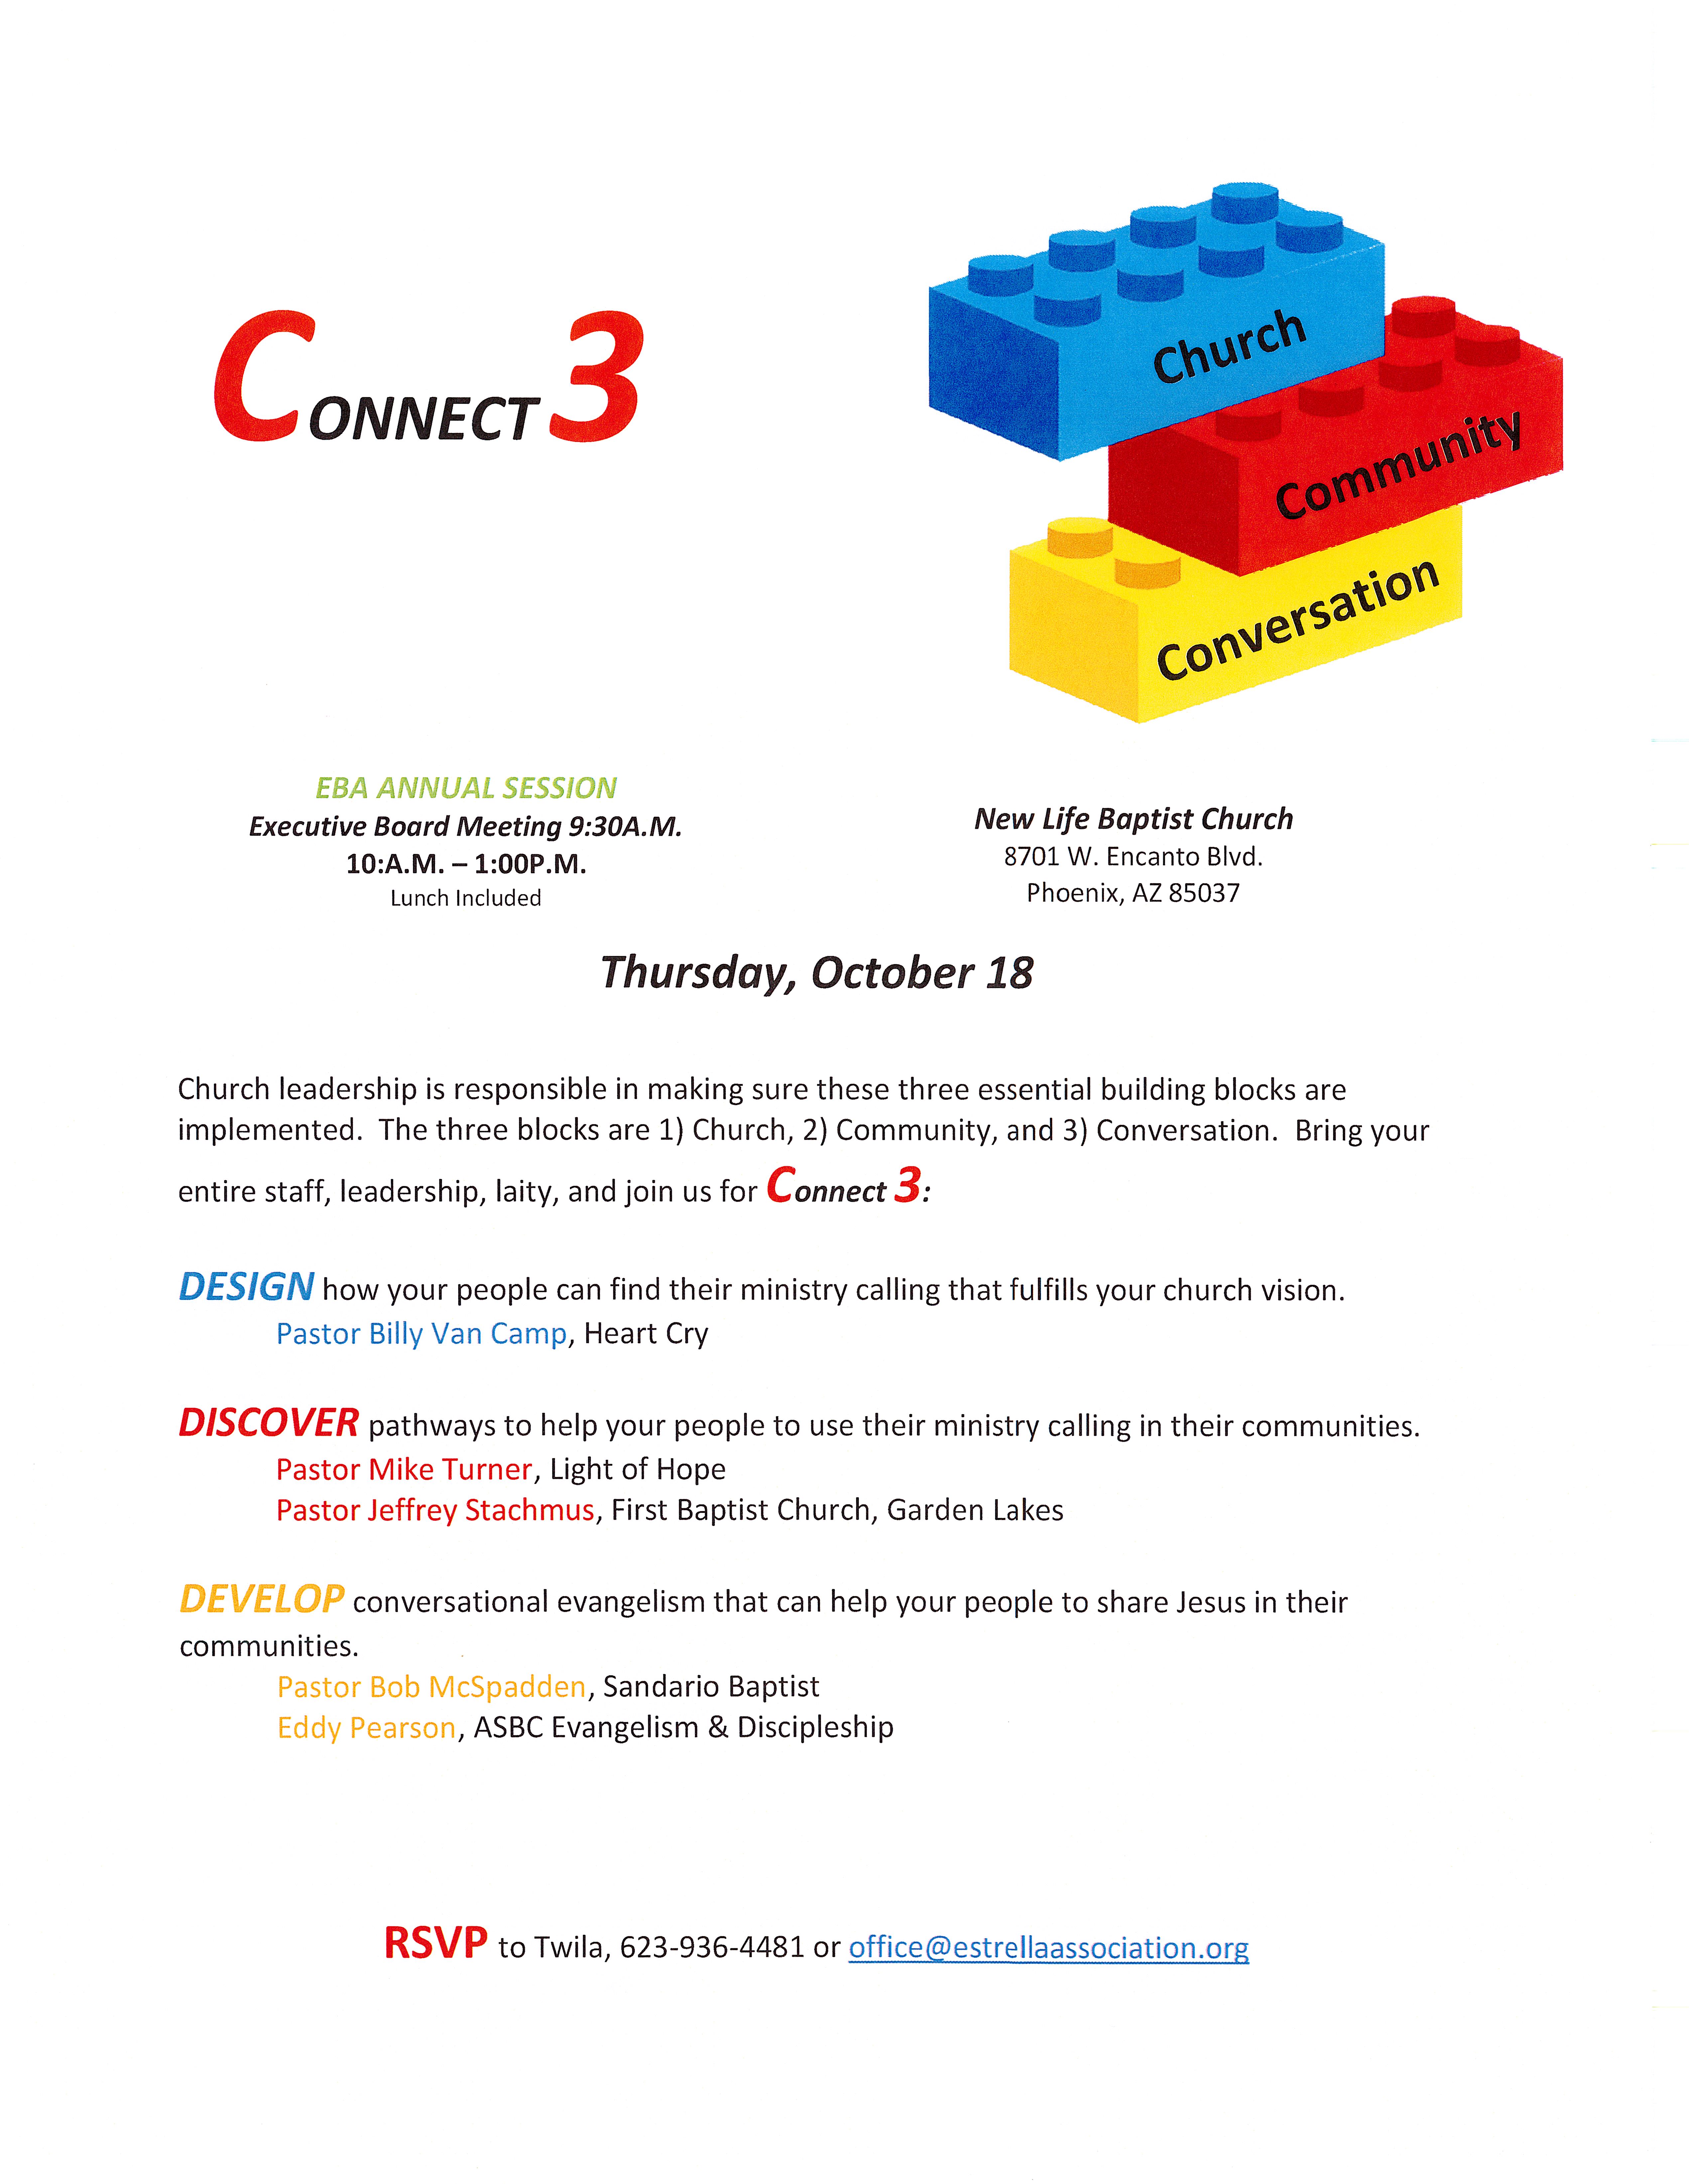 CONNECT 3
Church
Community
Conversation
EBA ANNUAL SESSION
Executive Board Meeting 9:30A.M.
10:A.M. – 1:00P.M.
Lunch Included
New Life Baptist Church
8701 W. Encanto Blvd.
Phoenix, AZ 85037
Thursday, October 18
Church leadership is responsible in making sure these three essential building blocks are
implemented.  The three blocks are 1) Church, 2) Community, and 3) Conversation.  Bring your
entire staff, leadership, laity, and join us for Connect 3:
DESIGN how your people can find their ministry calling that fulfills your church vision.
Pastor Billy Van Camp, Heart Cry
DISCOVER pathways to help your people to use their ministry calling in their communities.
Pastor Mike Turner, Light of Hope
Pastor Jeffrey Stachmus, First Baptist Church, Garden Lakes
DEVELOP conversational evangelism that can help your people to share Jesus in their
communities.
Pastor Bob McSpadden, Sandario Baptist
Eddy Pearson, ASBC Evangelism & Discipleship
RSVP to Twila, 623-936-4481 or office@estrellaassociation.org